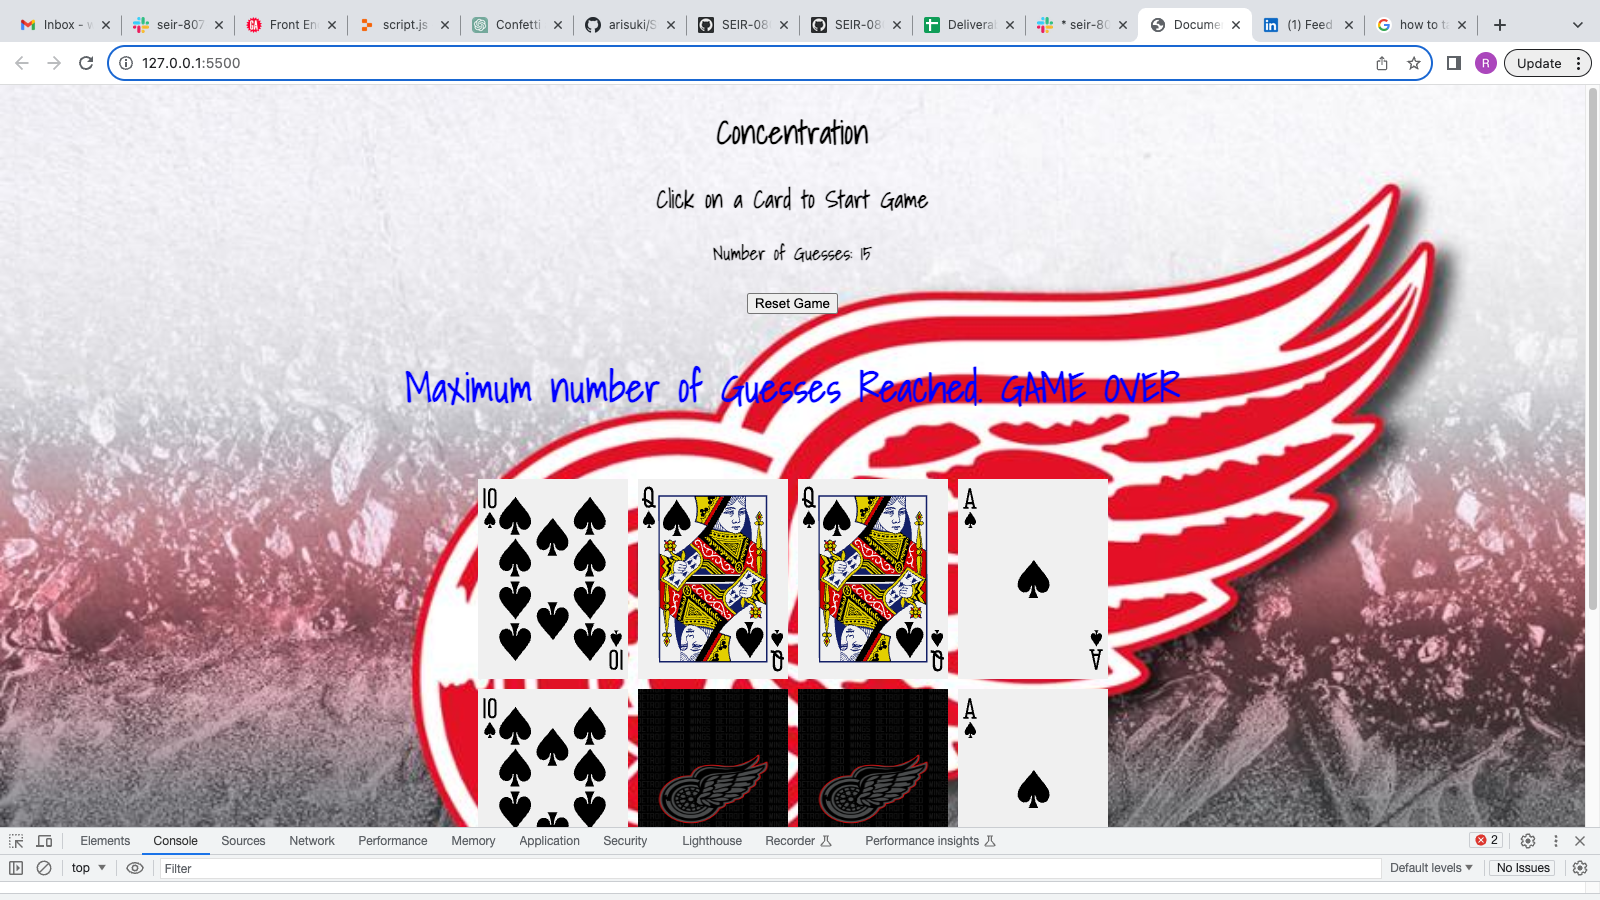 Inbox - w
seir-807
Front En
script.js
Confetti
arisuki/S
SEIR-08
SEIR-08
Delivera
* seir-80
Docume
(1) Feed
how to ta
127.0.0.1:5500
R
Update
Concentration
Click on a Card to Start Game
Number of Guesses: 15
Reset Game
Maximum number of Guesses Reached. GAME OVER
10 Q Q A
10 Q Q A
10 A
Elements Console Sources Network Performance Memory Application Security Lighthouse Recorder Performance insights 2
top Filter Default levels No Issues